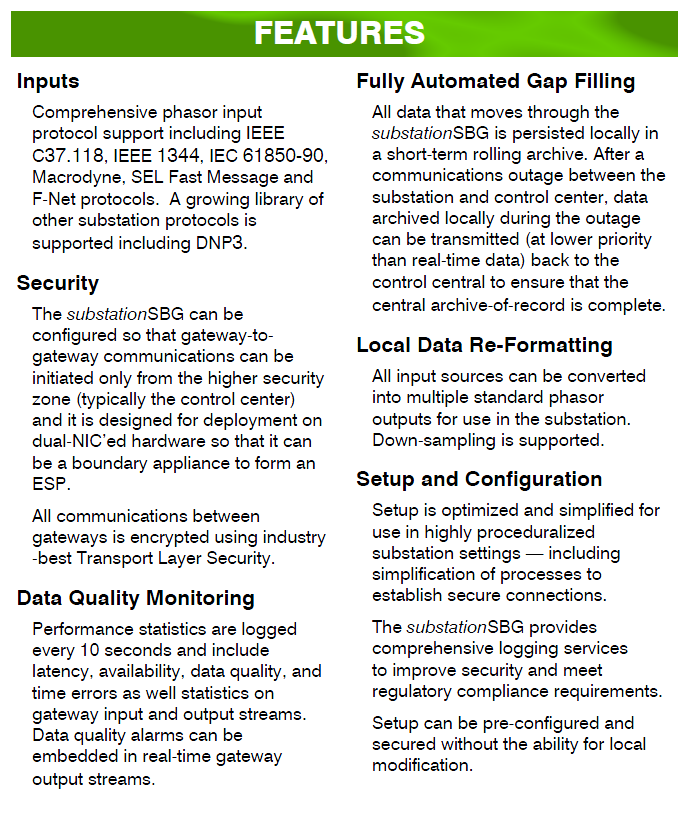 FEATURES
Inputs
Comprehensive phasor input
protocol support including IEEE
C37.118, IEEE 1344, IEC 61850-90,
Macrodyne, SEL Fast Message and
F-Net protocols.  A growing library of
other substation protocols is
supported including DNP3.
Security
The substationSBG can be
configured so that gateway-to-
gateway communications can be
initiated only from the higher security
zone (typically the control center)
and it is designed for deployment on
dual-NIC'ed hardware so that it can
be a boundary appliance to form an
ESP.
All communications between
gateways is encrypted using industry
-best Transport Layer Security.
Data Quality Monitoring
Performance statistics are logged
every 10 seconds and include
latency, availability, data quality, and
time errors as well statistics on
gateway input and output streams.
Data quality alarms can be
embedded in real-time gateway
output streams.
Fully Automated Gap Filling
All data that moves through the
substationSBG is persisted locally in
a short-term rolling archive. After a
communications outage between the
substation and control center, data
archived locally during the outage
can be transmitted (at lower priority
than real-time data) back to the
control central to ensure that the
central archive-of-record is complete.
Local Data Re-Formatting
All input sources can be converted
into multiple standard phasor
outputs for use in the substation.
Down-sampling is supported.
Setup and Configuration
Setup is optimized and simplified for
use in highly proceduralized
substation settings — including
simplification of processes to
establish secure connections.
The substationSBG provides
comprehensive logging services
to improve security and meet
regulatory compliance requirements.
Setup can be pre-configured and
secured without the ability for local
modification.